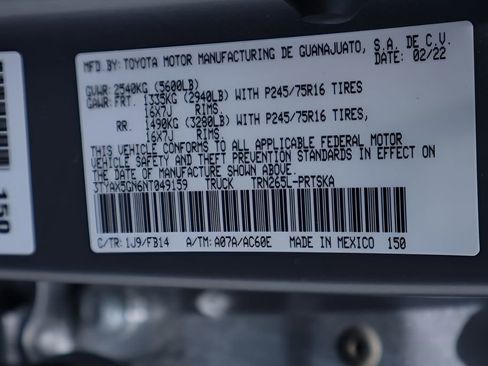 MFD.BY:TOYOTA MOTOR MANUFACTURING DE GUANAJUATO, S.A. DE C.V.
DATE: 02/22
GVWR: 2540KG (5600LB)
GAWR: FRT. 1335KG (2940LB) WITH P245/75R16 TIRES
16X7J RIMS.
RR. 1490KG (3280LB) WITH P245/75R16 TIRES
16X7J RIMS.
THIS VEHICLE CONFORMS TO ALL APPLICABLE FEDERAL MOTOR
VEHICLE SAFETY AND THEFT PREVENTION STANDARDS IN EFFECT ON
THE DATE OF MANUFACTURE SHOWN ABOVE.
3TYAX5GN6NT049159 TRUCK TRN265L-PRTSKA
C/TR: 1J9/FB14 A/TM: A07A/AC60E MADE IN MEXICO 150
150